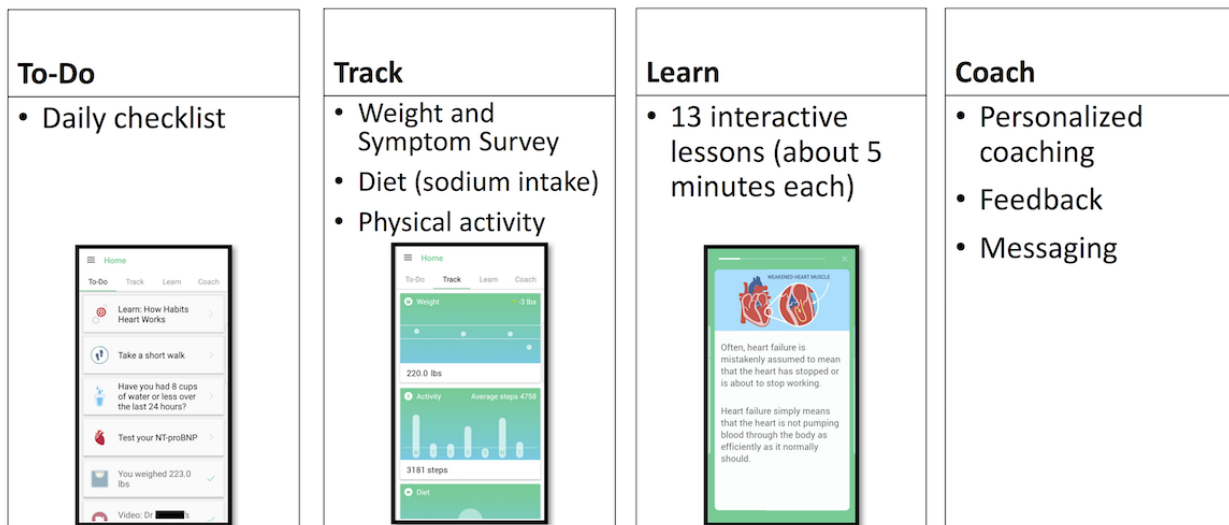 To-Do
• Daily checklist
☰ Home
To-Do Track Learn Coach
Learn: How Habits
Heart Works
Take a short walk
Have you had 8 cups
of water or less over
the last 24 hours?
Test your NT-proBNP
You weighed 223.0
lbs
Video: Dr 's
Track
• Weight and
Symptom Survey
• Diet (sodium intake)
• Physical activity
☰ Home
To-Do Track Learn Coach
Weight -3 lbs
220.0 lbs
Activity Average steps 4758
3181 steps
Diet
Learn
• 13 interactive
lessons (about 5
minutes each)
WEAKENED HEART MUSCLE
Often, heart failure is
mistakenly assumed to mean
that the heart has stopped or
is about to stop working.
Heart failure simply means
that the heart is not pumping
blood through the body as
efficiently as it normally
should.
Coach
• Personalized
coaching
• Feedback
• Messaging